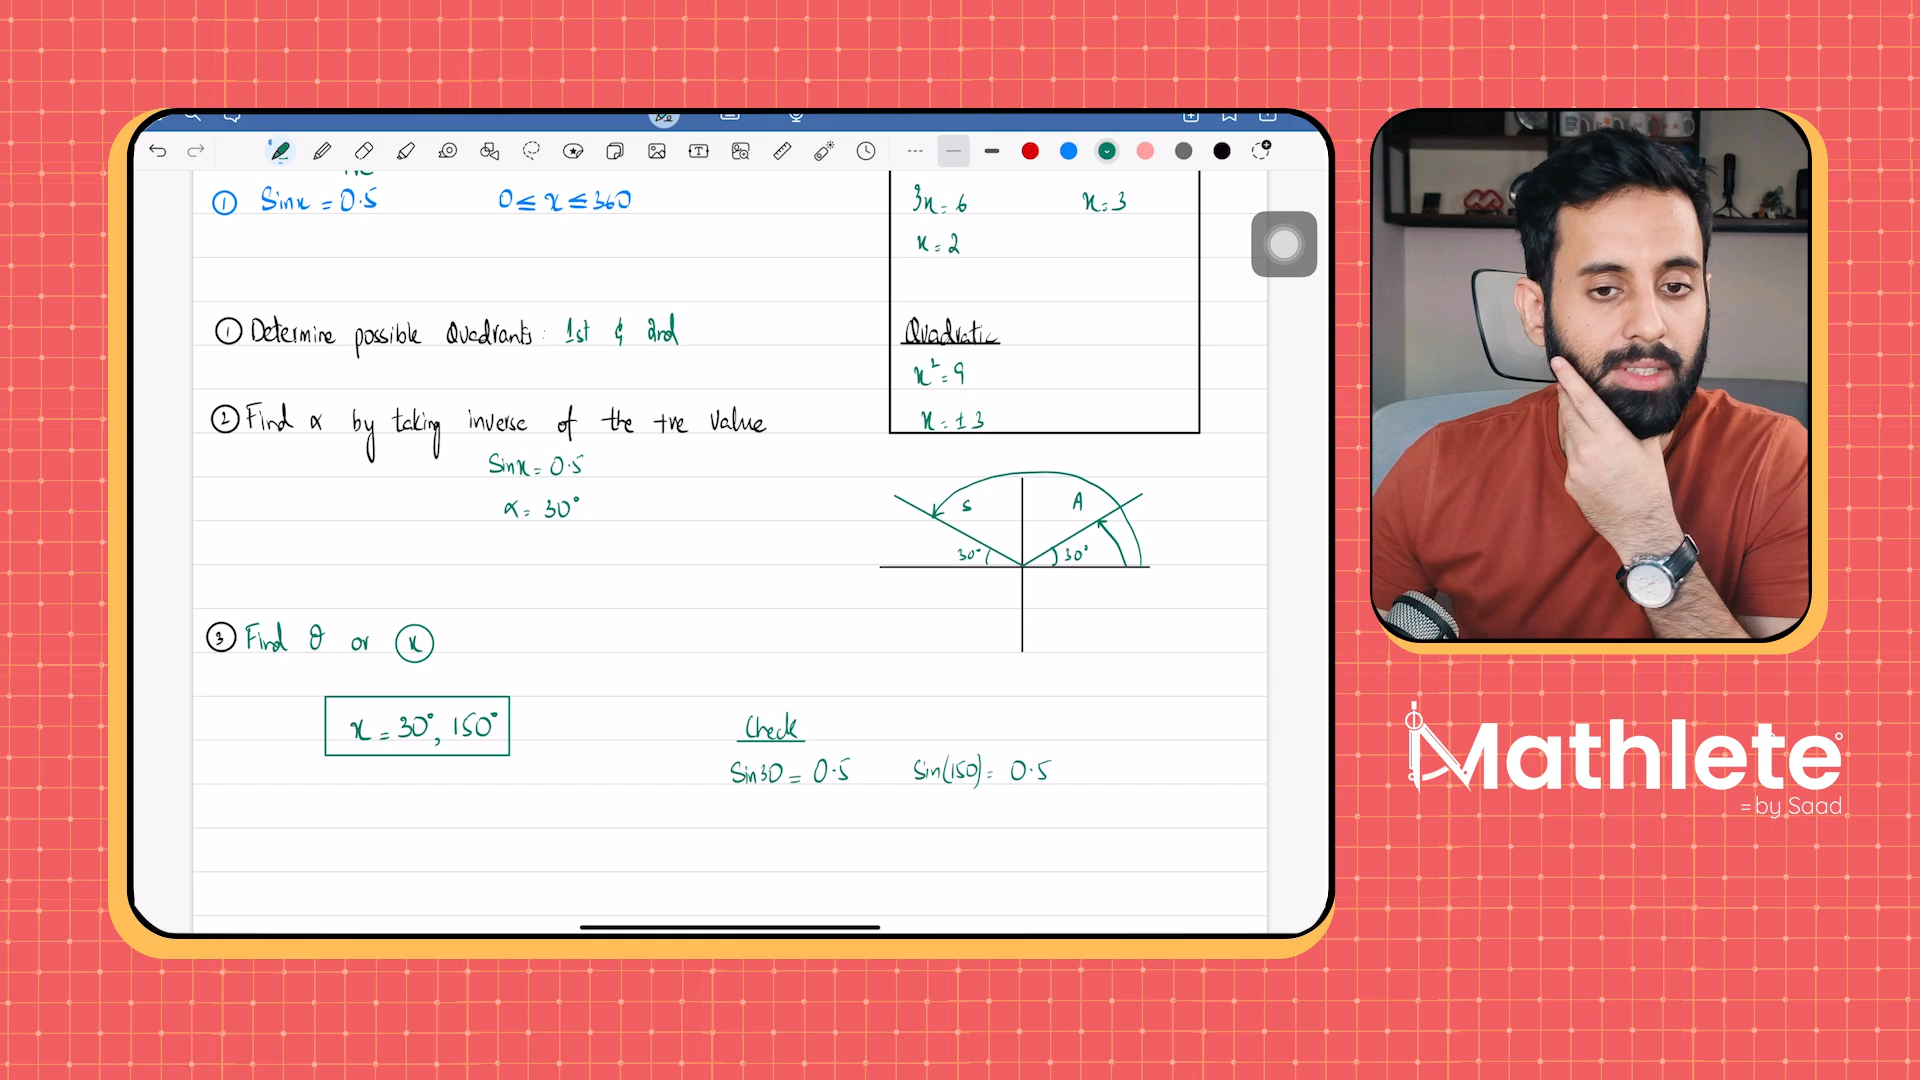 +ve
① Sinx = 0.5 0 ≤ x ≤ 360
① Determine possible Quadrants: 1st & 2nd
② Find α by taking inverse of the +ve value
Sinx = 0.5
α = 30°
③ Find θ or x
x = 30°, 150°
Check
Sin30 = 0.5 Sin(150) = 0.5
3x = 6 x = 3
x = 2
Quadratic
x² = 9
x = ±3
S A
30° 30°
Mathlete
= by Saad